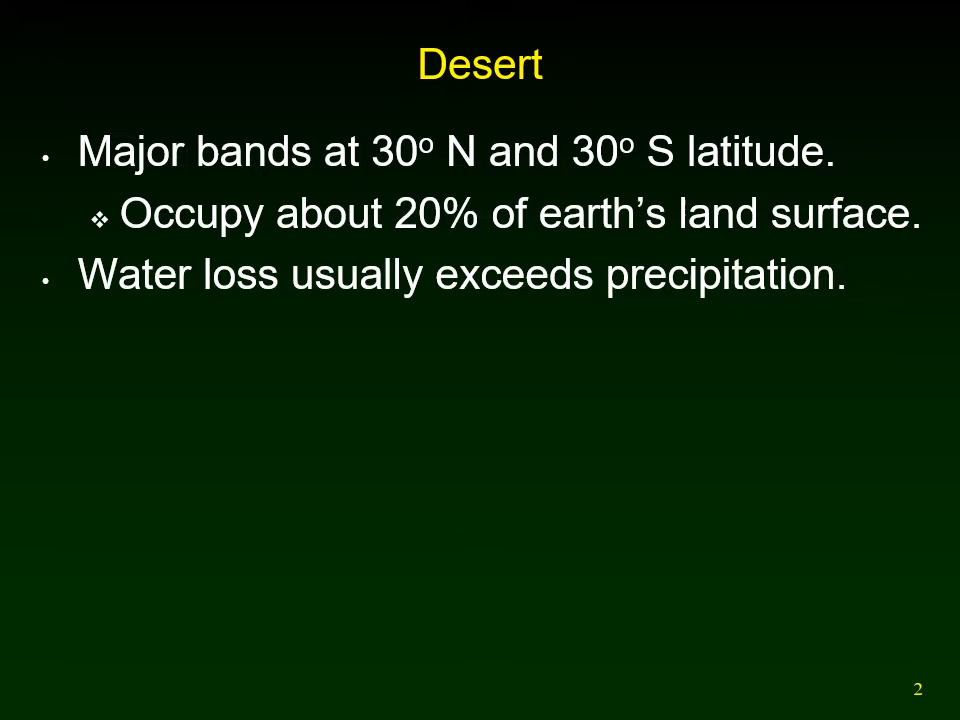 Desert
• Major bands at 30º N and 30º S latitude.
❖ Occupy about 20% of earth’s land surface.
• Water loss usually exceeds precipitation.
2